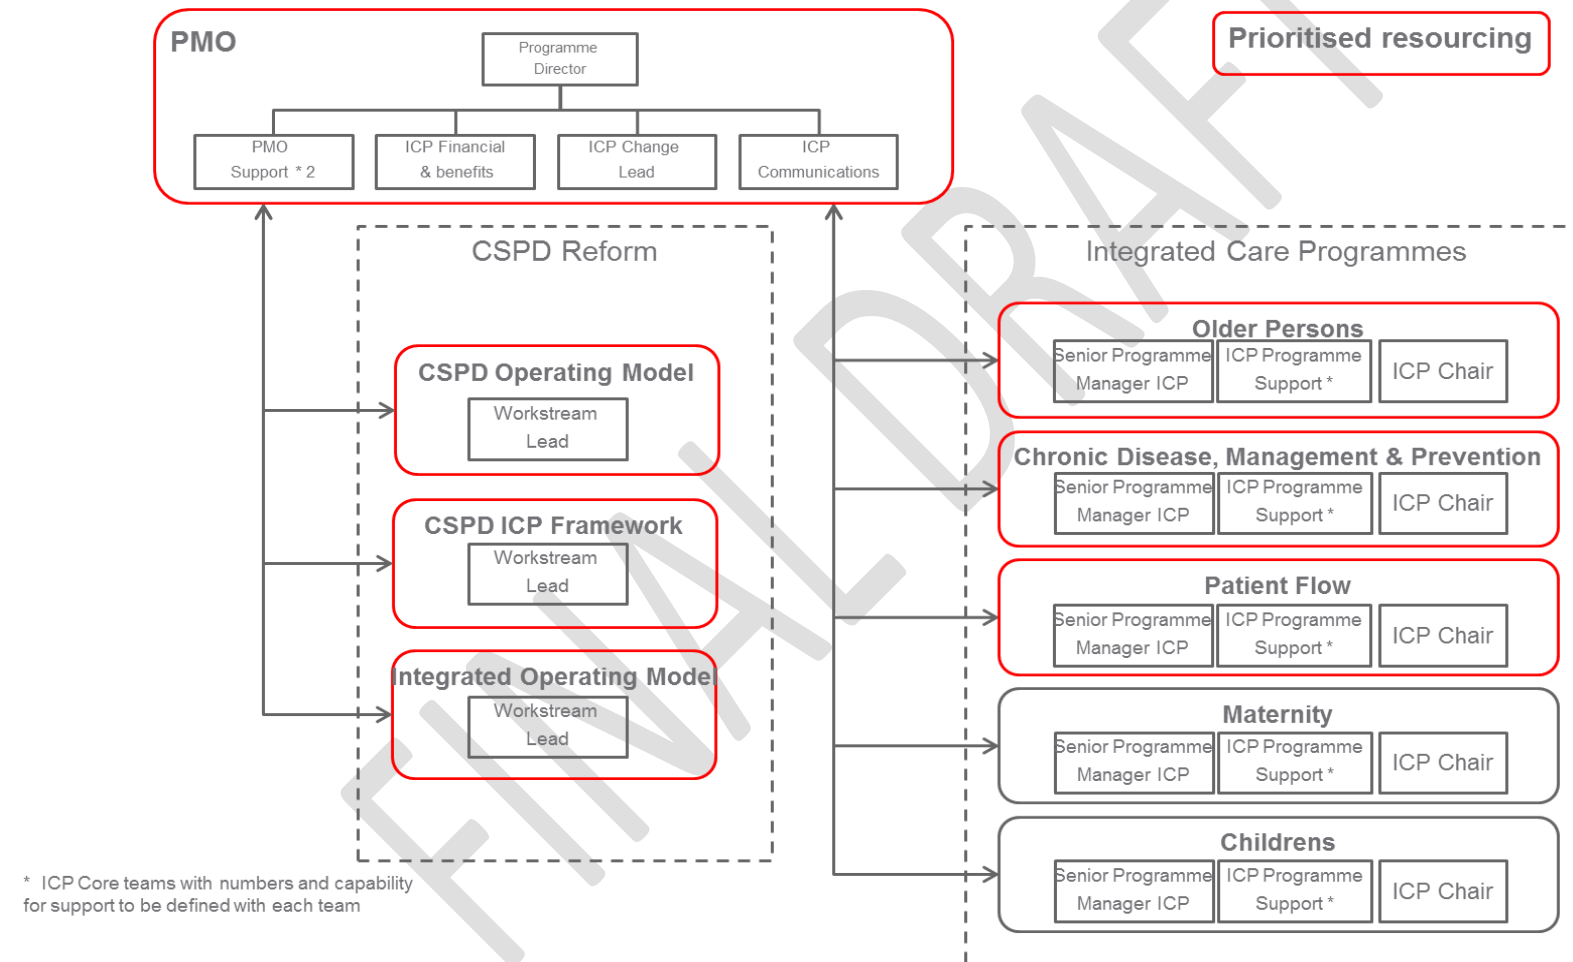 PMO
Prioritised resourcing
Programme
Director
PMO
Support * 2
ICP Financial
& benefits
ICP Change
Lead
ICP
Communications
CSPD Reform
CSPD Operating Model
Workstream
Lead
CSPD ICP Framework
Workstream
Lead
Integrated Operating Model
Workstream
Lead
Integrated Care Programmes
Older Persons
Senior Programme
Manager ICP
ICP Programme
Support *
ICP Chair
Chronic Disease, Management & Prevention
Senior Programme
Manager ICP
ICP Programme
Support *
ICP Chair
Patient Flow
Senior Programme
Manager ICP
ICP Programme
Support *
ICP Chair
Maternity
Senior Programme
Manager ICP
ICP Programme
Support *
ICP Chair
Childrens
Senior Programme
Manager ICP
ICP Programme
Support *
ICP Chair
* ICP Core teams with numbers and capability
for support to be defined with each team
FINAL DRAFT